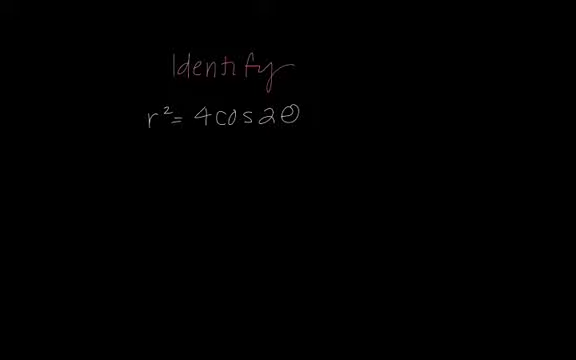 Identify
r² = 4cos2θ